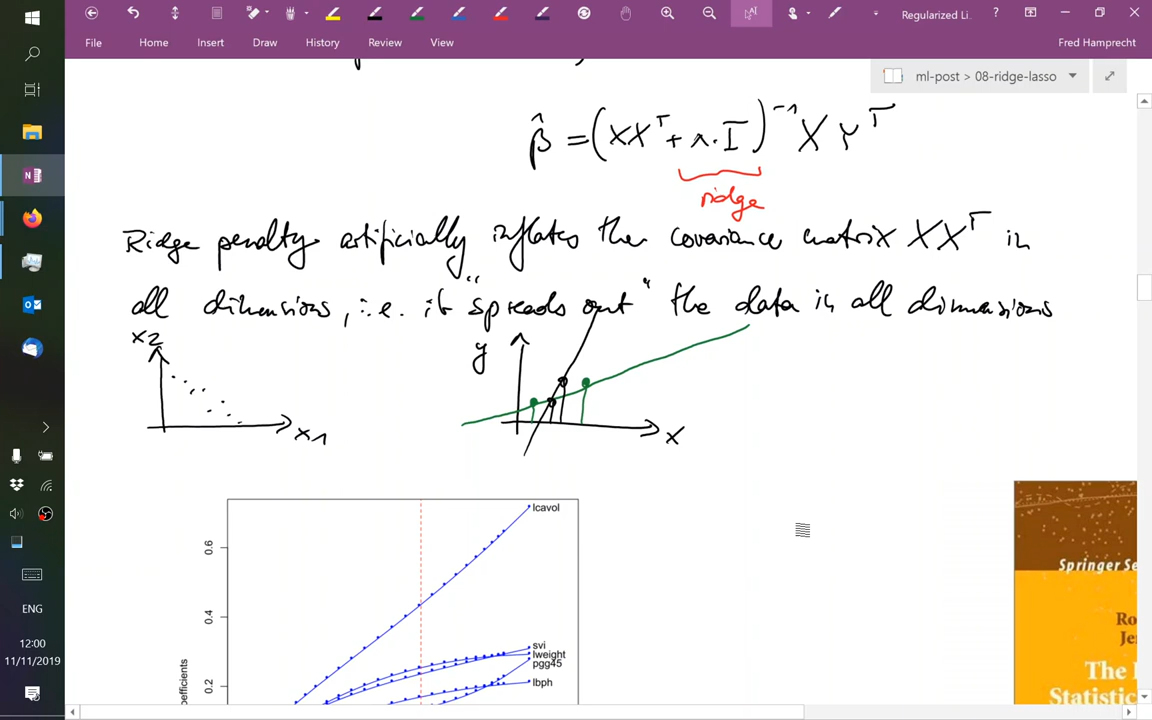 Regularized Li...
File Home Insert Draw History Review View
Fred Hamprecht
ml-post > 08-ridge-lasso
β̂ = (XXᵀ + λ·I)⁻¹ X Yᵀ
ridge
Ridge penalty artificially inflates the covariance matrix XXᵀ in
all dimensions, i.e. it "spreads out" the data in all dimensions
x2
x1
y
x
lcavol
0.6
0.4
svi
lweight
pgg45
lbph
0.2
oefficients
Springer Se
Ro
Je
The
Statistic
ENG
12:00
11/11/2019